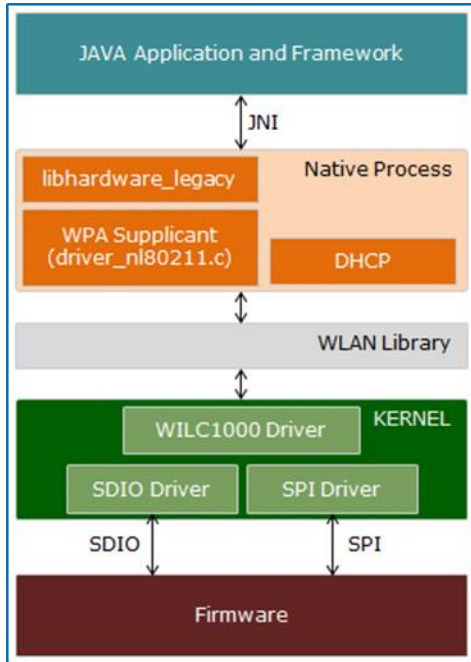 JAVA Application and Framework
JNI
Native Process
libhardware_legacy
WPA Supplicant
(driver_nl80211.c)
DHCP
WLAN Library
KERNEL
WILC1000 Driver
SDIO Driver
SPI Driver
SDIO
SPI
Firmware